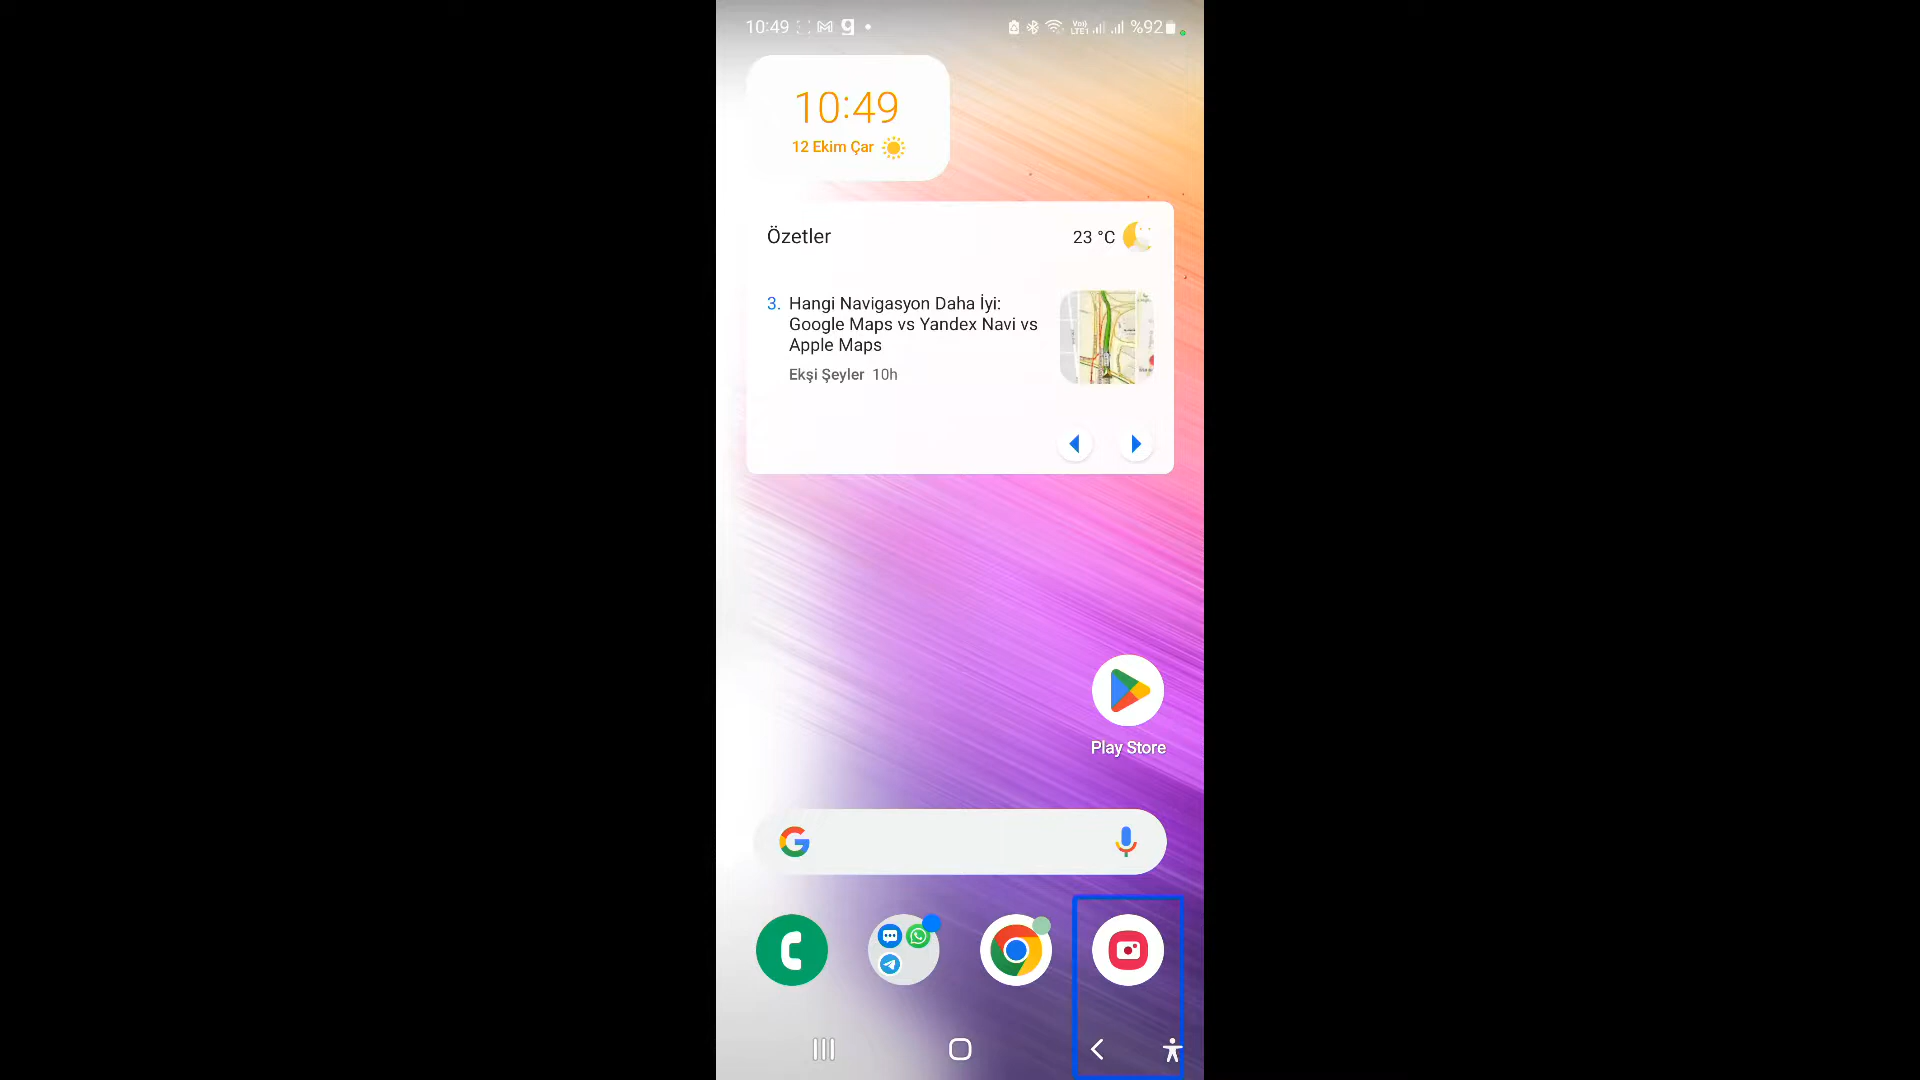 10:49
%92
10:49
12 Ekim Çar
Özetler
23 °C
3. Hangi Navigasyon Daha İyi:
Google Maps vs Yandex Navi vs
Apple Maps
Ekşi Şeyler 10h
Play Store